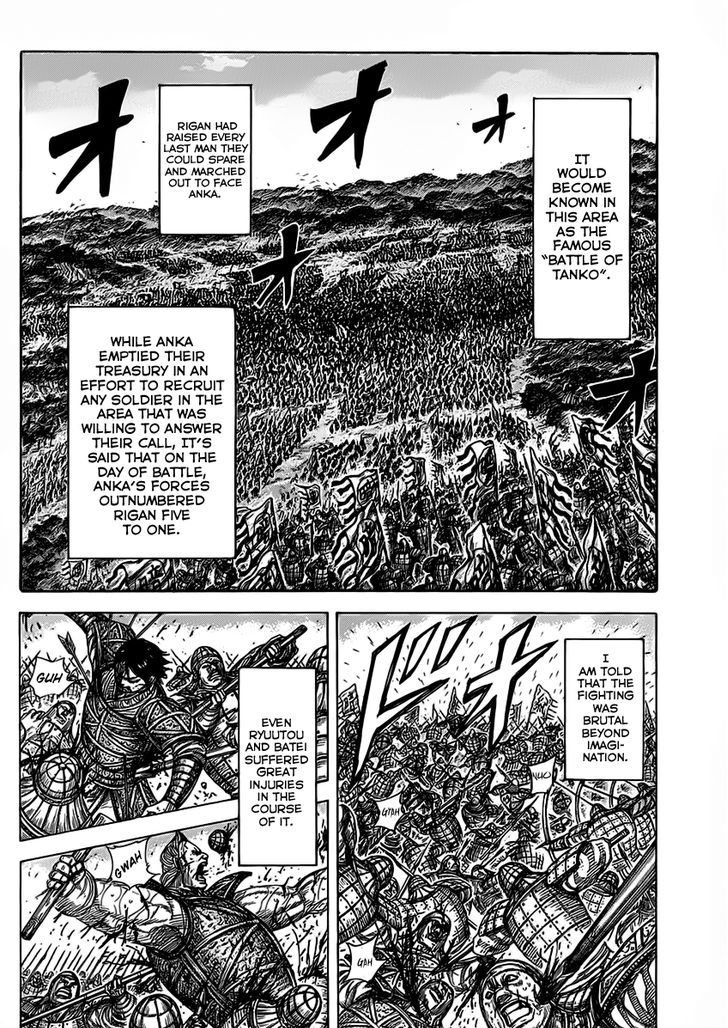 IT
WOULD
BECOME
KNOWN IN
THIS AREA
AS THE
FAMOUS
“BATTLE OF
TANKO”.
RIGAN HAD
RAISED EVERY
LAST MAN THEY
COULD SPARE
AND MARCHED
OUT TO FACE
ANKA.
オ
オ
オ
オ
オ
WHILE ANKA
EMPTIED THEIR
TREASURY IN AN
EFFORT TO RECRUIT
ANY SOLDIER IN THE
AREA THAT WAS
WILLING TO ANSWER
THEIR CALL, IT'S
SAID THAT ON THE
DAY OF BATTLE,
ANKA'S FORCES
OUTNUMBERED
RIGAN FIVE
TO ONE.
I
AM TOLD
THAT THE
FIGHTING
WAS
BRUTAL
BEYOND
IMAGI-
NATION.
ドドオ
GYAH
GAH
EVEN
RYUUTOU
AND BATEI
SUFFERED
GREAT
INJURIES
IN THE
COURSE
OF IT.
GUH
GWAH